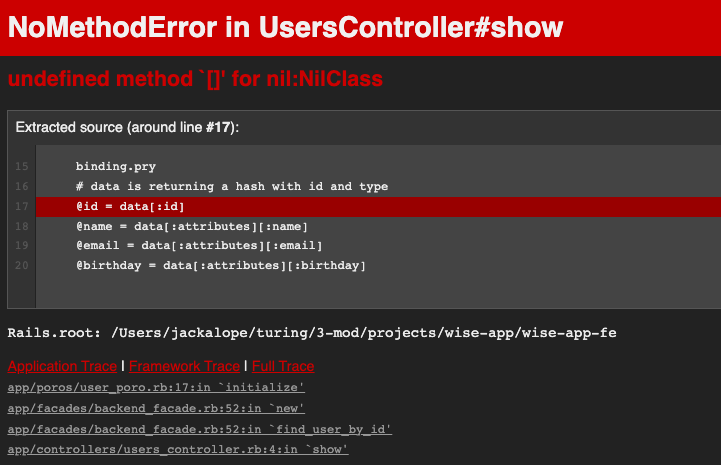 NoMethodError in UsersController#show
undefined method `[]' for nil:NilClass
Extracted source (around line #17):
15 binding.pry
16 # data is returning a hash with id and type
17 @id = data[:id]
18 @name = data[:attributes][:name]
19 @email = data[:attributes][:email]
20 @birthday = data[:attributes][:birthday]
Rails.root: /Users/jackalope/turing/3-mod/projects/wise-app/wise-app-fe
Application Trace | Framework Trace | Full Trace
app/poros/user_poro.rb:17:in `initialize'
app/facades/backend_facade.rb:52:in `new'
app/facades/backend_facade.rb:52:in `find_user_by_id'
app/controllers/users_controller.rb:4:in `show'